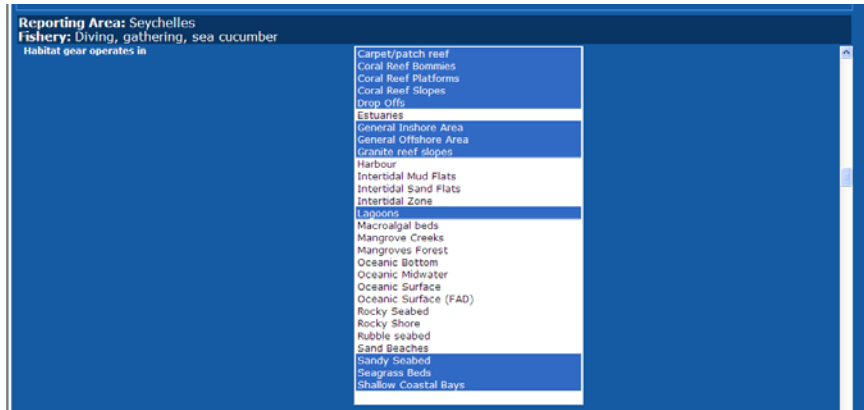 Reporting Area: Seychelles
Fishery: Diving, gathering, sea cucumber
Habitat gear operates in
Carpet/patch reef
Coral Reef Bommies
Coral Reef Platforms
Coral Reef Slopes
Drop Offs
Estuaries
General Inshore Area
General Offshore Area
Granite reef slopes
Harbour
Intertidal Mud Flats
Intertidal Sand Flats
Intertidal Zone
Lagoons
Macroalgal beds
Mangrove Creeks
Mangroves Forest
Oceanic Bottom
Oceanic Midwater
Oceanic Surface
Oceanic Surface (FAD)
Rocky Seabed
Rocky Shore
Rubble seabed
Sand Beaches
Sandy Seabed
Seagrass Beds
Shallow Coastal Bays